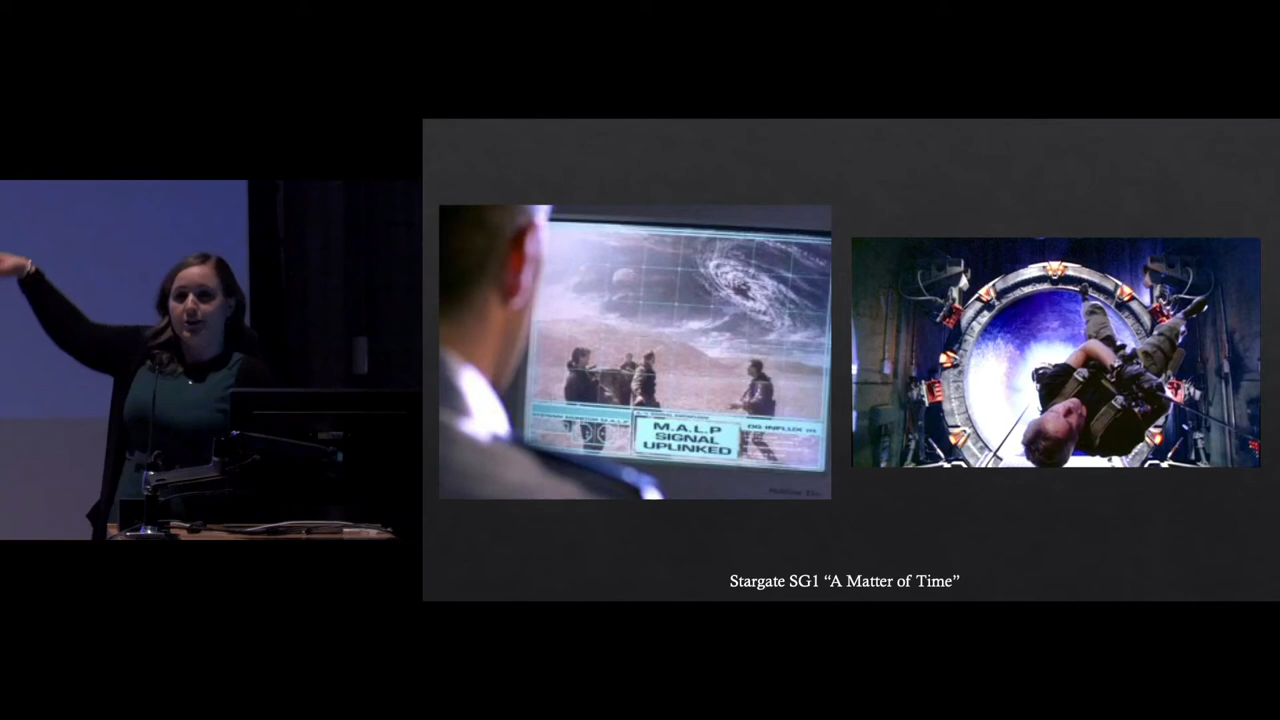 M.A.L.P
SIGNAL
UPLINKED
Stargate SG1 “A Matter of Time”